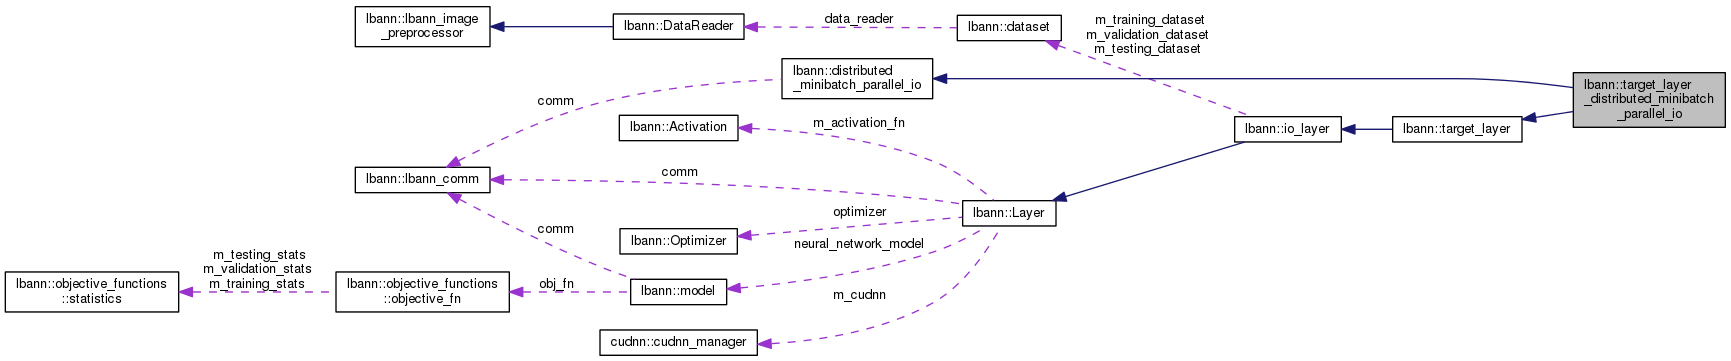 lbann::lbann_image
_preprocessor
lbann::DataReader
data_reader
lbann::dataset
m_training_dataset
m_validation_dataset
m_testing_dataset
lbann::distributed
_minibatch_parallel_io
lbann::target_layer
_distributed_minibatch
_parallel_io
comm
lbann::Activation
m_activation_fn
lbann::io_layer
lbann::target_layer
lbann::lbann_comm
comm
lbann::Layer
optimizer
lbann::Optimizer
comm
neural_network_model
m_testing_stats
m_validation_stats
m_training_stats
lbann::objective_functions
::statistics
lbann::objective_functions
::objective_fn
obj_fn
lbann::model
m_cudnn
cudnn::cudnn_manager